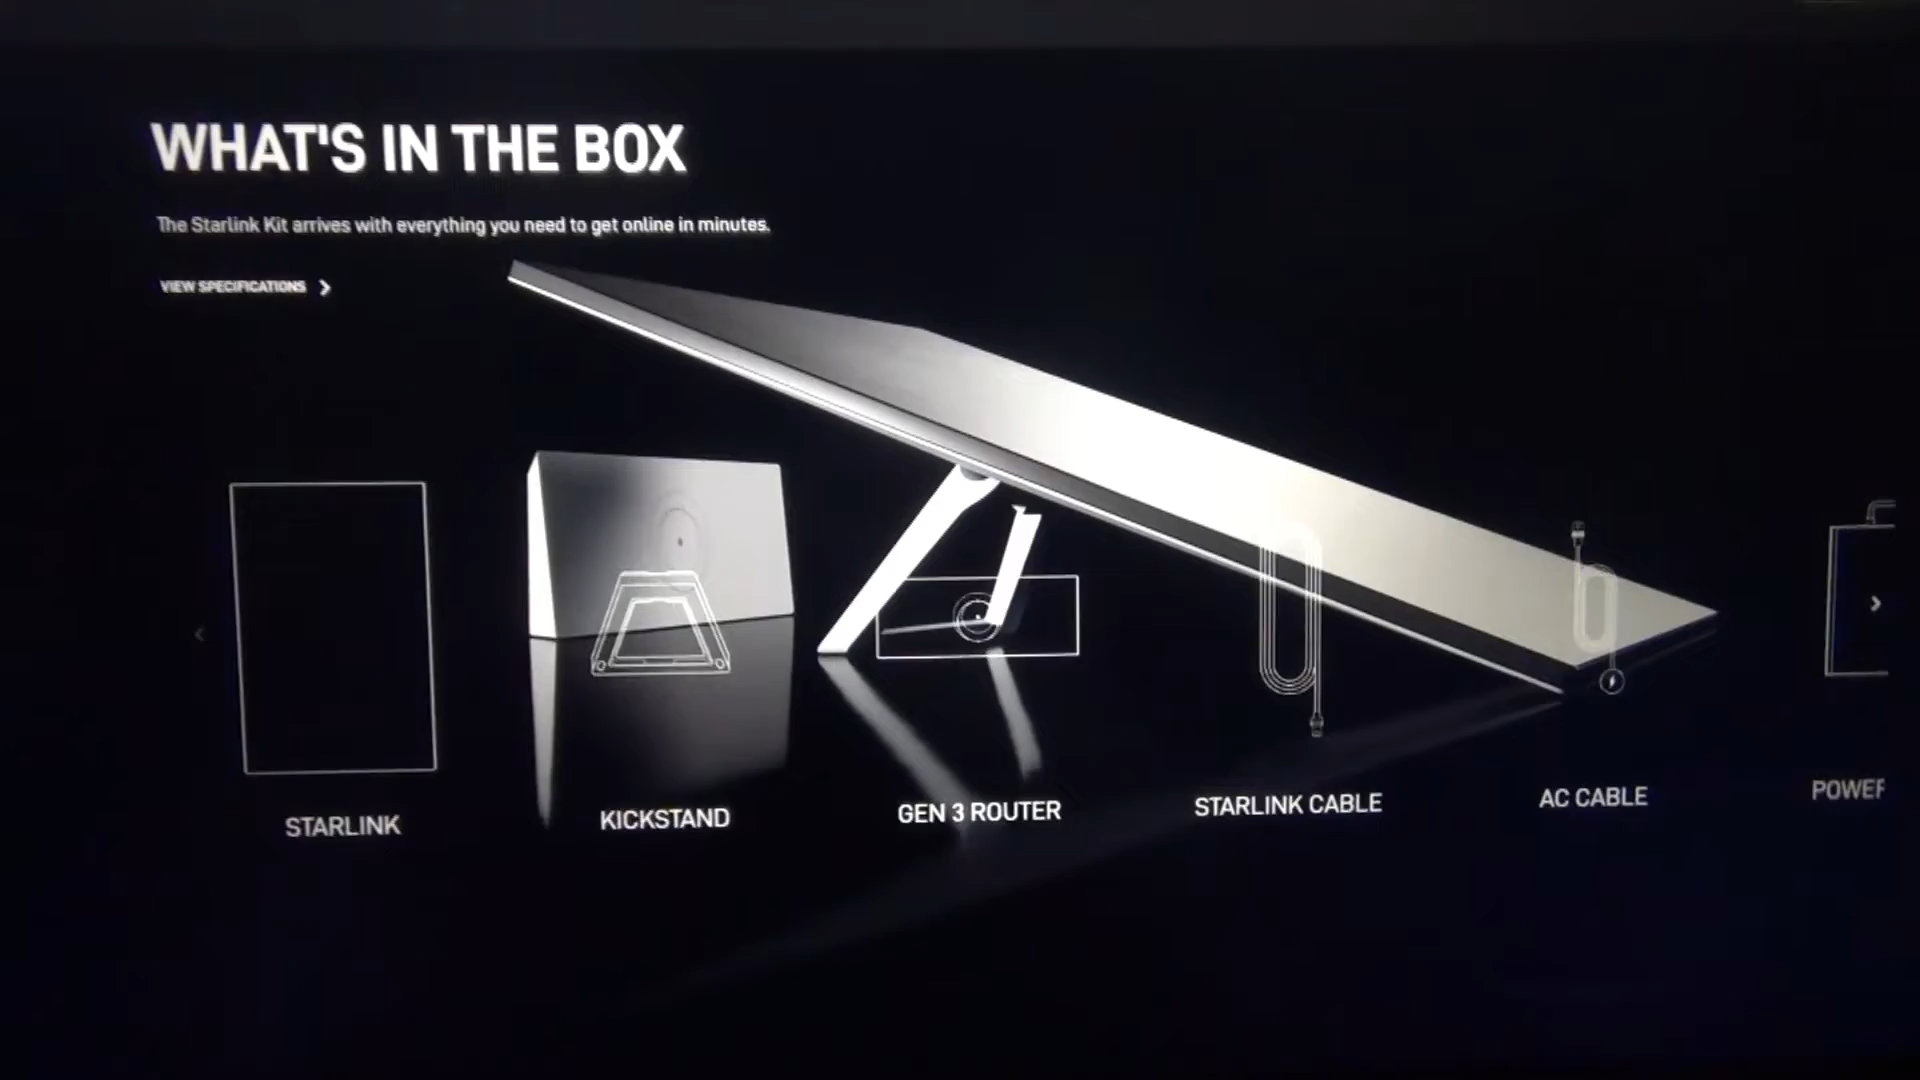 WHAT'S IN THE BOX
The Starlink Kit arrives with everything you need to get online in minutes.
VIEW SPECIFICATIONS
STARLINK
KICKSTAND
GEN 3 ROUTER
STARLINK CABLE
AC CABLE
POWER